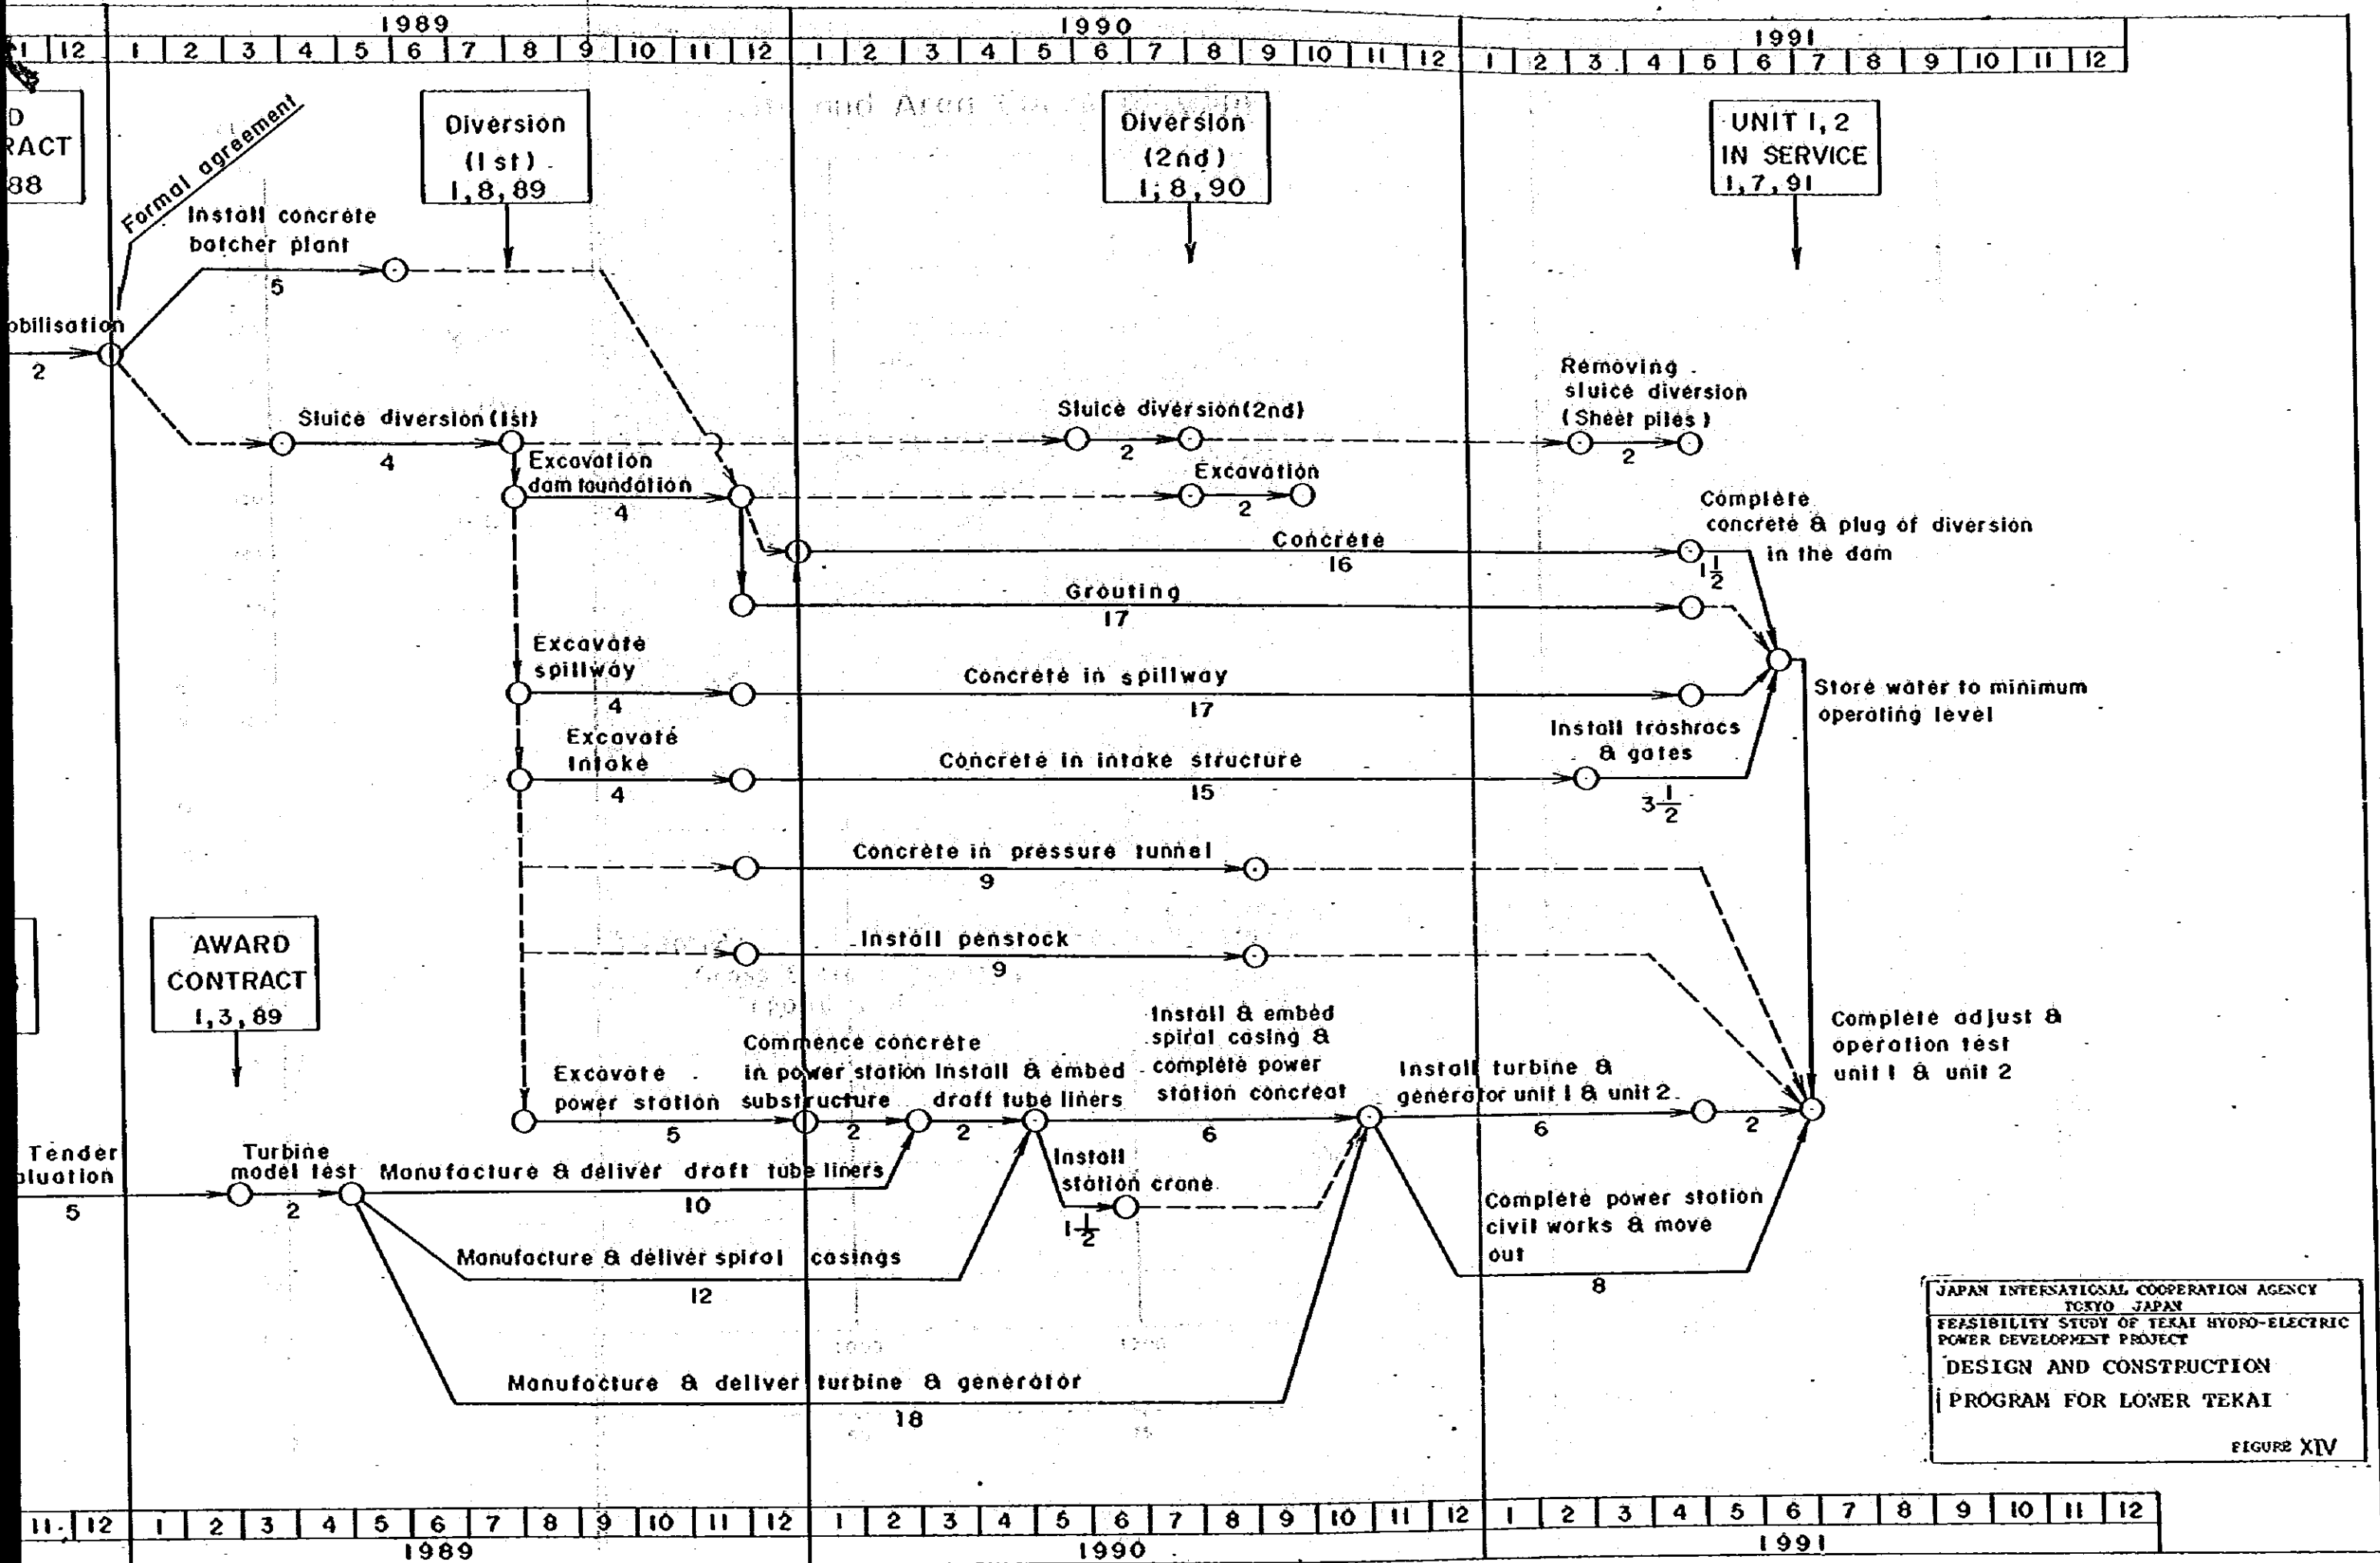 1989
1990
1991
12 1 2 3 4 5 6 7 8 9 10 11 12 1 2 3 4 5 6 7 8 9 10 11 12 1 2 3 4 5 6 7 8 9 10 11 12
D
RACT
88
Formal agreement
Diversion
(1st)
1,8,89
Diversion
(2nd)
1,8,90
UNIT 1, 2
IN SERVICE
1,7,91
Install concrete
batcher plant
5
obilisation
2
Sluice diversion (1st)
4
Sluice diversion (2nd)
2
Removing
sluice diversion
(Sheet piles)
2
Excavation
dam foundation
4
Excavation
2
Complete
concrete & plug of diversion
in the dam
1 1/2
Concrete
16
Grouting
17
Excavate
spillway
4
Concrete in spillway
17
Store water to minimum
operating level
Excavate
Intake
4
Concrete in intake structure
15
Install trashracs
& gates
3 1/2
Concrete in pressure tunnel
9
Install penstock
9
AWARD
CONTRACT
1,3,89
Excavate
power station
5
Commence concrete
in power station
substructure
2
Install & embed
draft tube liners
2
Install & embed
spiral casing &
complete power
station concreat
6
Install turbine &
generator unit 1 & unit 2
6
2
Complete adjust &
operation test
unit 1 & unit 2
Tender
aluation
5
Turbine
model test
2
Manufacture & deliver draft tube liners
10
Install
station crane
1 1/2
Complete power station
civil works & move
out
8
Manufacture & deliver spiral casings
12
Manufacture & deliver turbine & generator
18
JAPAN INTERNATIONAL COOPERATION AGENCY
TOKYO JAPAN
FEASIBILITY STUDY OF TEKAI HYDRO-ELECTRIC
POWER DEVELOPMENT PROJECT
DESIGN AND CONSTRUCTION
PROGRAM FOR LOWER TEKAI
FIGURE XIV
11 12 1 2 3 4 5 6 7 8 9 10 11 12 1 2 3 4 5 6 7 8 9 10 11 12 1 2 3 4 5 6 7 8 9 10 11 12
1989
1990
1991